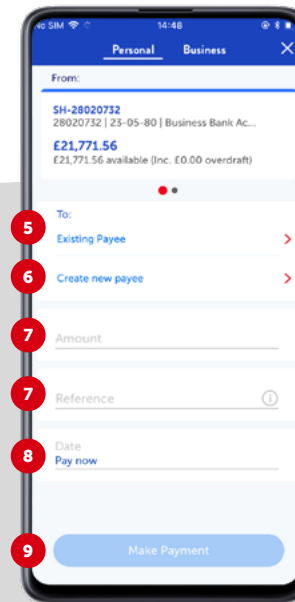 No SIM 14:48
Personal Business
From:
SH-28020732
28020732 | 23-05-80 | Business Bank Ac...
£21,771.56
£21,771.56 available (Inc. £0.00 overdraft)
To:
5
Existing Payee
6
Create new payee
7
Amount
7
Reference
8
Date
Pay now
9
Make Payment